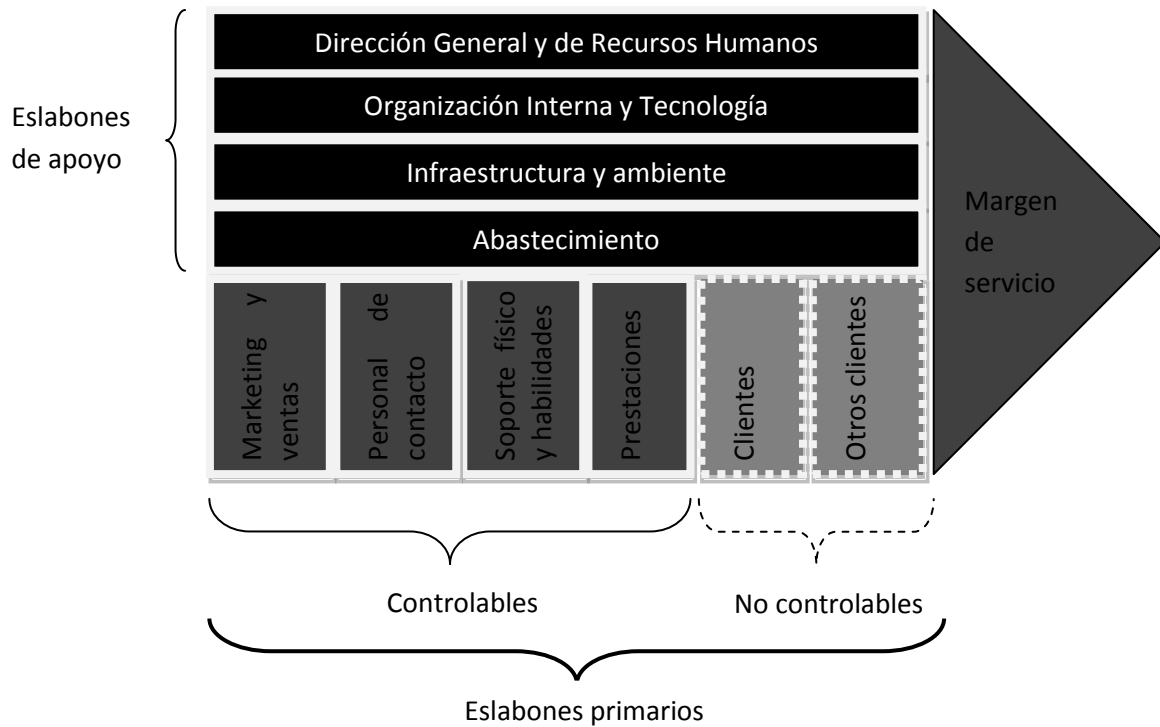 Dirección General y de Recursos Humanos
Organización Interna y Tecnología
Infraestructura y ambiente
Abastecimiento
Eslabones
de apoyo
Margen
de
servicio
Marketing y
ventas
Personal de
contacto
Soporte físico
y habilidades
Prestaciones
Clientes
Otros clientes
Controlables
No controlables
Eslabones primarios